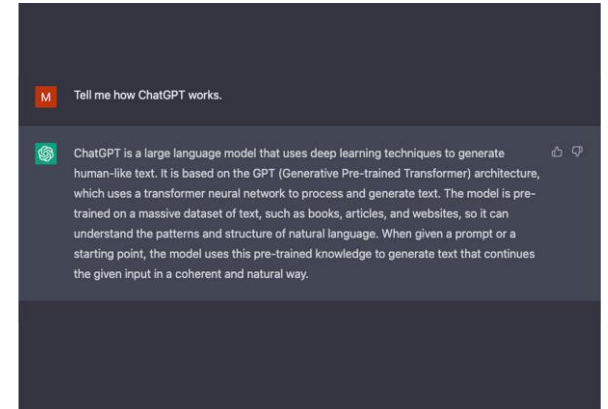 M
Tell me how ChatGPT works.
ChatGPT is a large language model that uses deep learning techniques to generate
human-like text. It is based on the GPT (Generative Pre-trained Transformer) architecture,
which uses a transformer neural network to process and generate text. The model is pre-
trained on a massive dataset of text, such as books, articles, and websites, so it can
understand the patterns and structure of natural language. When given a prompt or a
starting point, the model uses this pre-trained knowledge to generate text that continues
the given input in a coherent and natural way.